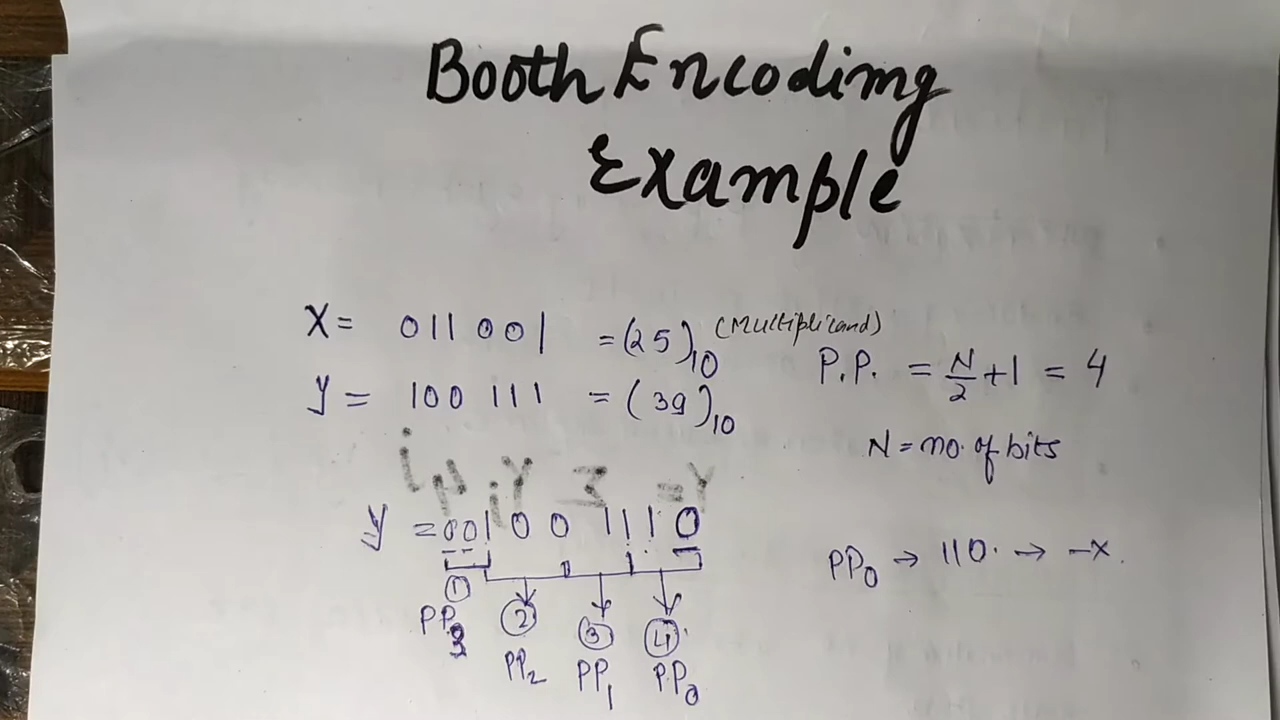 Booth Encodimg
Example
X = 011001 = (25)10 (Multiplicand)
Y = 100111 = (39)10
P.P. = N/2 + 1 = 4
N = no. of bits
Y = 001001110
PP0 → 110. → -X.
1 2 3 4
PP3 PP2 PP1 PP0